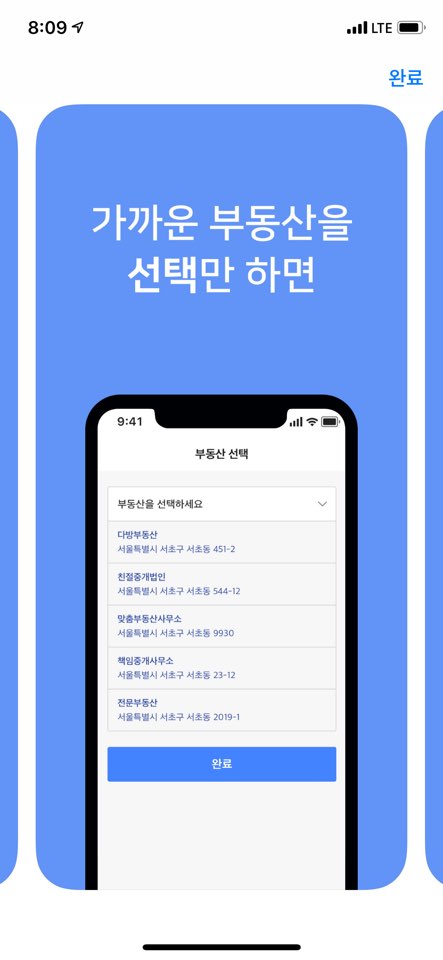 8:09
LTE
완료
가까운 부동산을
선택만 하면
9:41
부동산 선택
부동산을 선택하세요
다방부동산
서울특별시 서초구 서초동 451-2
친절중개법인
서울특별시 서초구 서초동 544-12
맞춤부동산사무소
서울특별시 서초구 서초동 9930
책임중개사무소
서울특별시 서초구 서초동 23-12
전문부동산
서울특별시 서초구 서초동 2019-1
완료